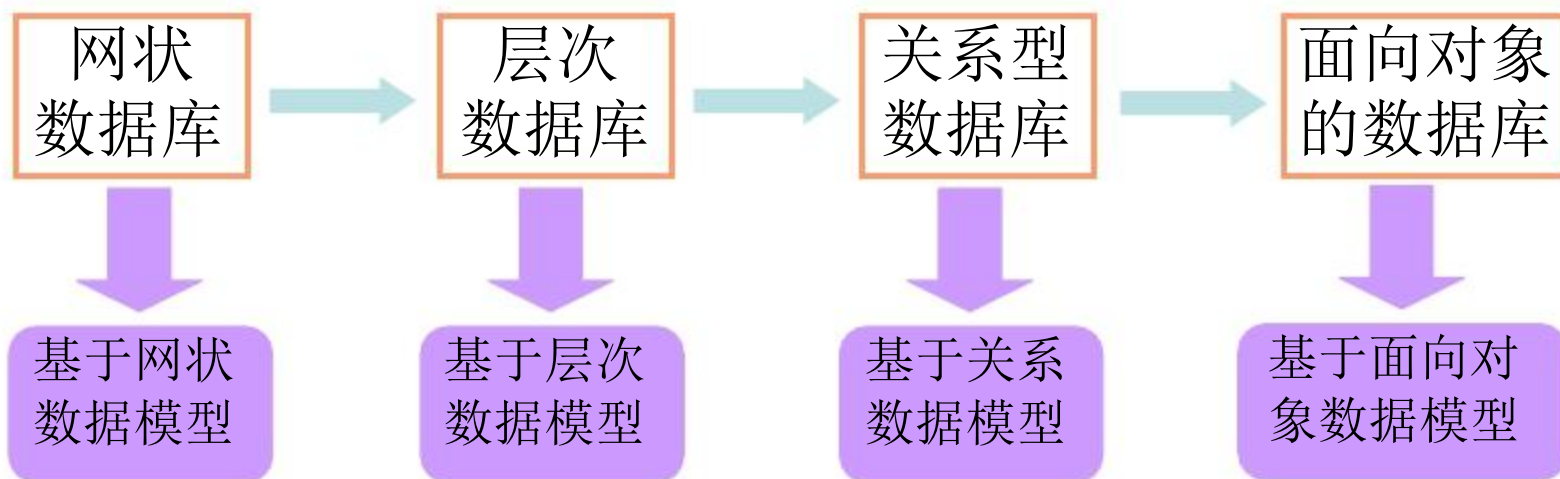 网状
数据库
层次
数据库
关系型
数据库
面向对象
的数据库
基于网状
数据模型
基于层次
数据模型
基于关系
数据模型
基于面向对
象数据模型